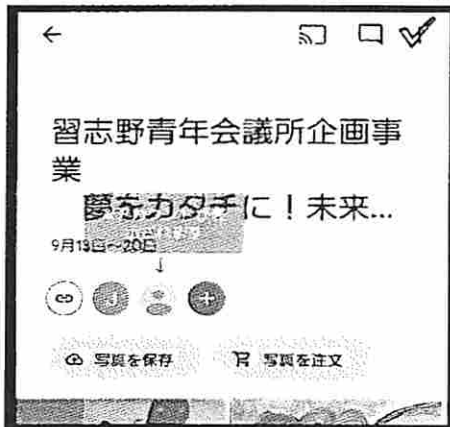 習志野青年会議所企画事
業
夢をカタチに！未来...
9月13日〜20日
↓
J
写真を保存
写真を注文